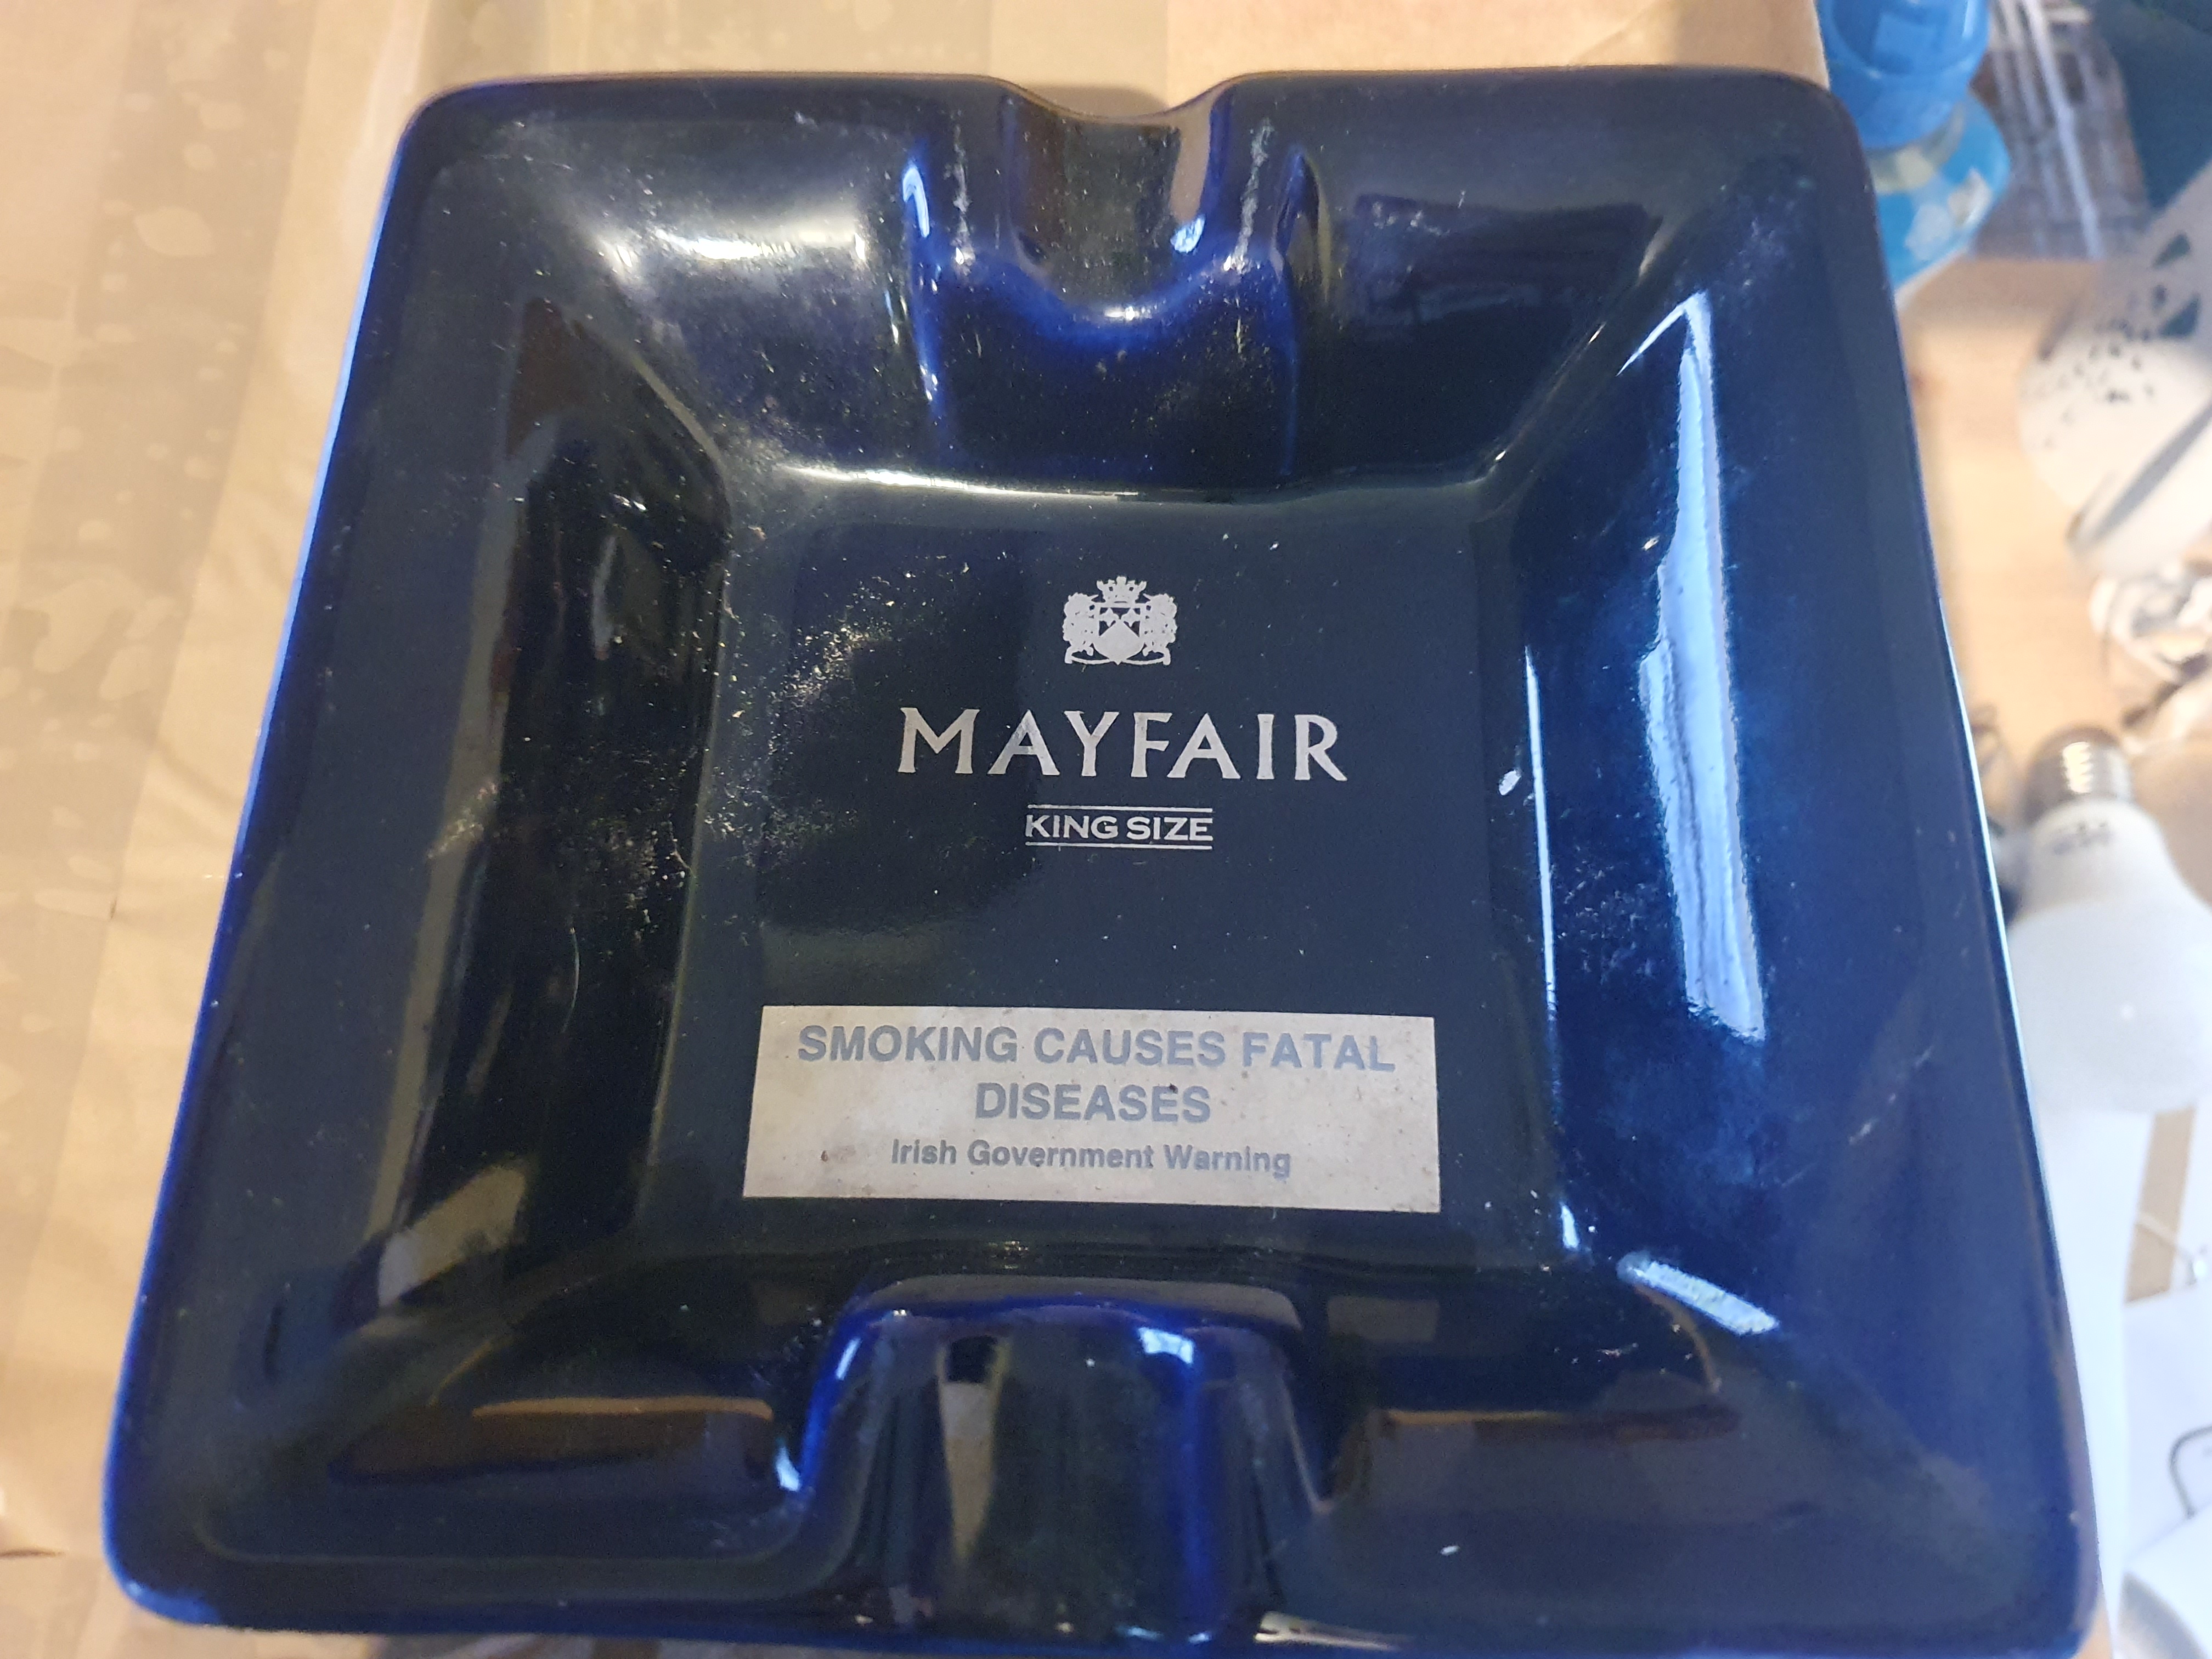 MAYFAIR
KING SIZE
SMOKING CAUSES FATAL
DISEASES
Irish Government Warning